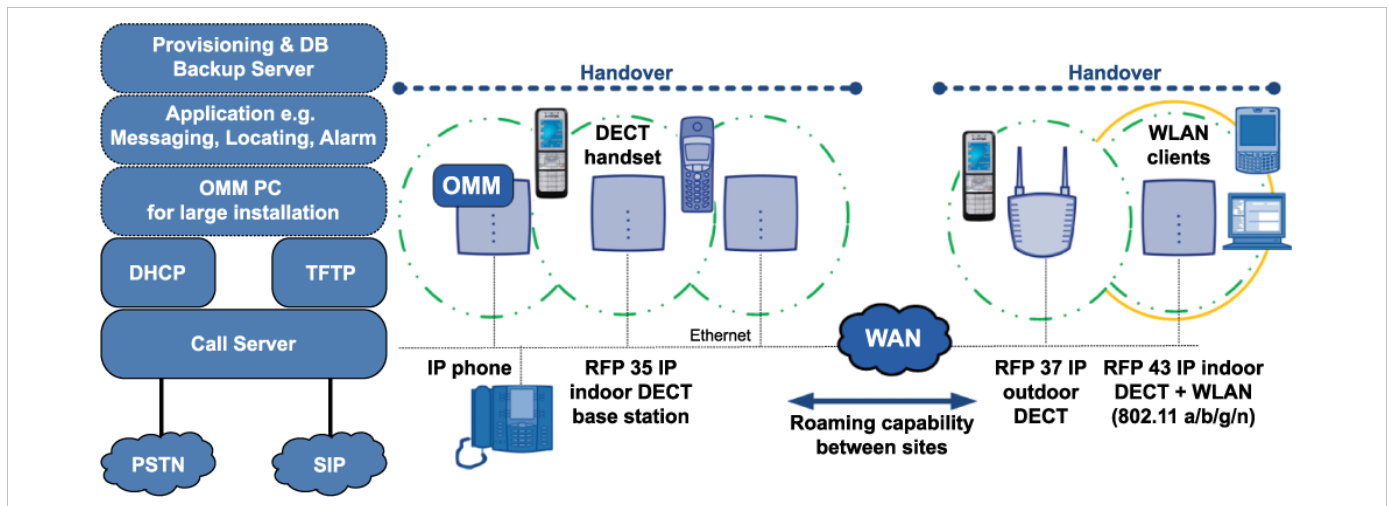 Provisioning & DB
Backup Server
Application e.g.
Messaging, Locating, Alarm
OMM PC
for large installation
DHCP
TFTP
Call Server
PSTN
SIP
Handover
DECT
handset
OMM
Ethernet
IP phone
RFP 35 IP
indoor DECT
base station
WAN
Roaming capability
between sites
Handover
WLAN
clients
RFP 37 IP
outdoor
DECT
RFP 43 IP indoor
DECT + WLAN
(802.11 a/b/g/n)